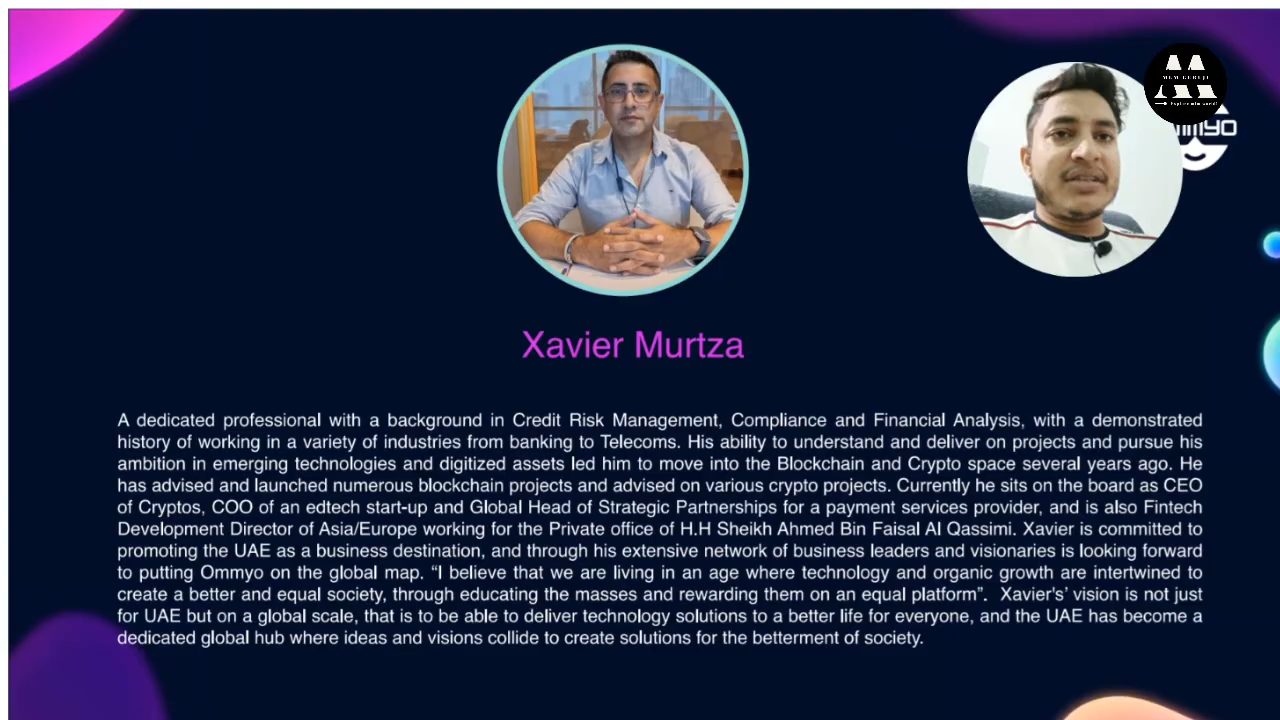 MLM GURUJI
Explore mlm world!
mmyo
Xavier Murtza
A dedicated professional with a background in Credit Risk Management, Compliance and Financial Analysis, with a demonstrated
history of working in a variety of industries from banking to Telecoms. His ability to understand and deliver on projects and pursue his
ambition in emerging technologies and digitized assets led him to move into the Blockchain and Crypto space several years ago. He
has advised and launched numerous blockchain projects and advised on various crypto projects. Currently he sits on the board as CEO
of Cryptos, COO of an edtech start-up and Global Head of Strategic Partnerships for a payment services provider, and is also Fintech
Development Director of Asia/Europe working for the Private office of H.H Sheikh Ahmed Bin Faisal Al Qassimi. Xavier is committed to
promoting the UAE as a business destination, and through his extensive network of business leaders and visionaries is looking forward
to putting Ommyo on the global map. “I believe that we are living in an age where technology and organic growth are intertwined to
create a better and equal society, through educating the masses and rewarding them on an equal platform”.  Xavier’s’ vision is not just
for UAE but on a global scale, that is to be able to deliver technology solutions to a better life for everyone, and the UAE has become a
dedicated global hub where ideas and visions collide to create solutions for the betterment of society.